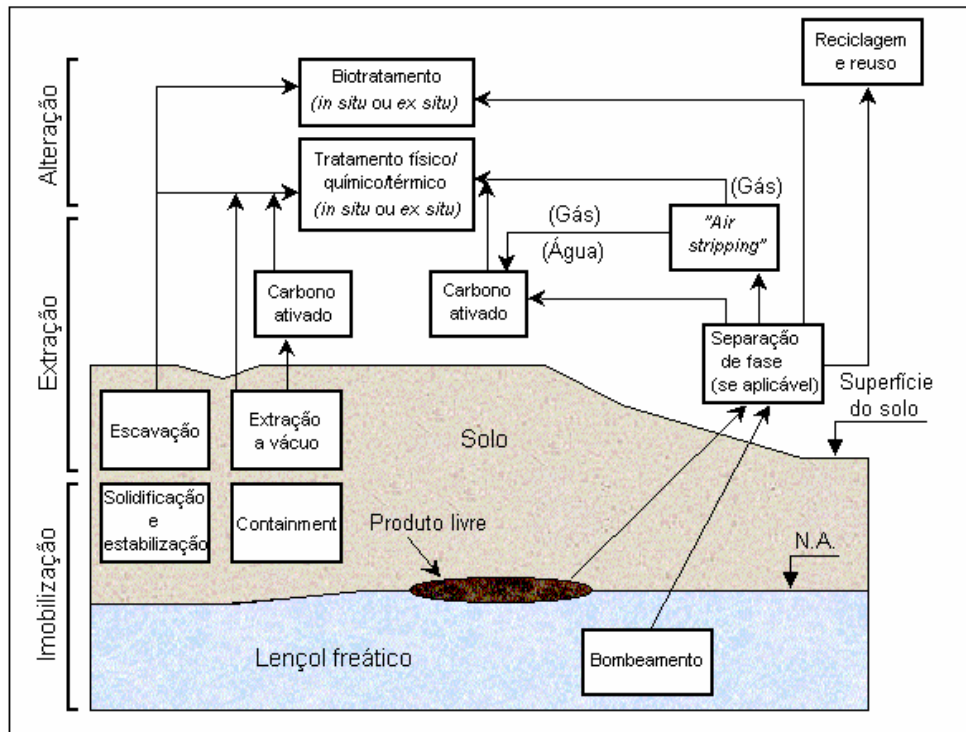 Reciclagem
e reuso
Biotratamento
(in situ ou ex situ)
Alteração
Tratamento físico/
químico/térmico
(in situ ou ex situ)
(Gás)
(Gás)
"Air
stripping"
(Água)
Extração
Carbono
ativado
Carbono
ativado
Separação
de fase
(se aplicável)
Superfície
do solo
Escavação
Extração
a vácuo
Solo
Solidificação
e
estabilização
Containment
Produto livre
N.A.
Imobilização
Lençol freático
Bombeamento